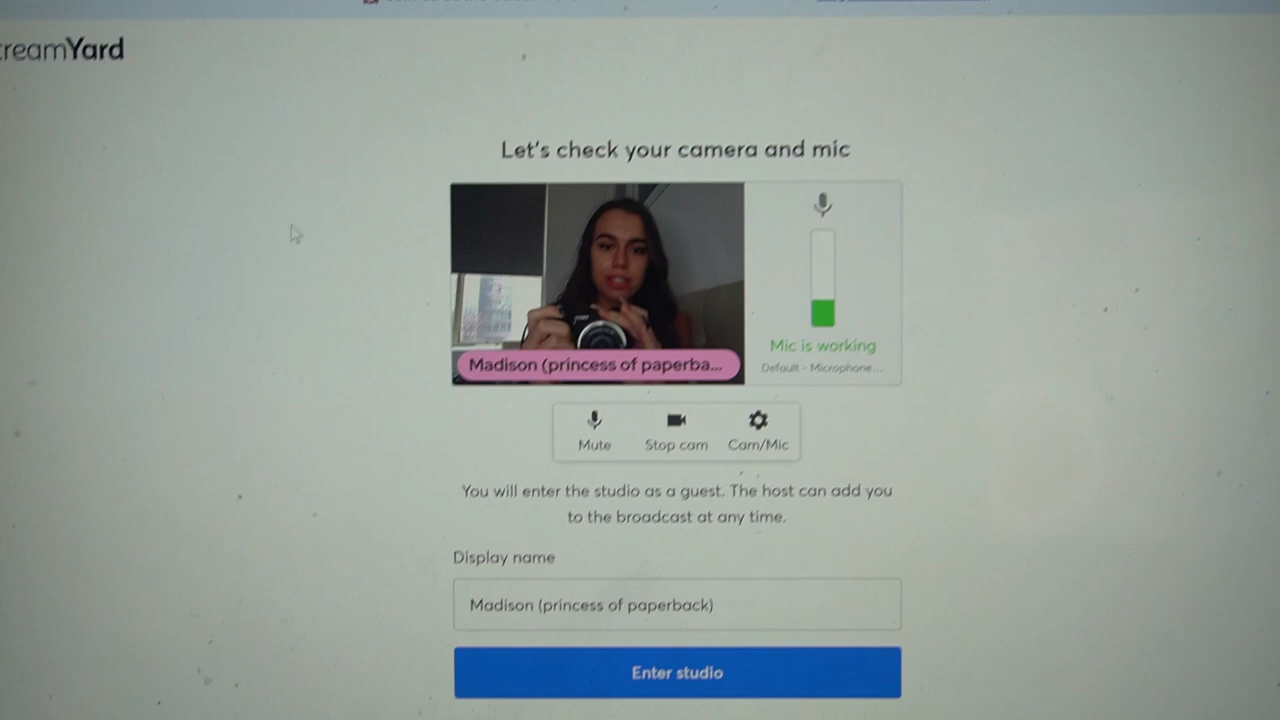 treamYard
Let's check your camera and mic
Madison (princess of paperba...
Mic is working
Default - Microphone...
Mute
Stop cam
Cam/Mic
You will enter the studio as a guest. The host can add you
to the broadcast at any time.
Display name
Madison (princess of paperback)
Enter studio